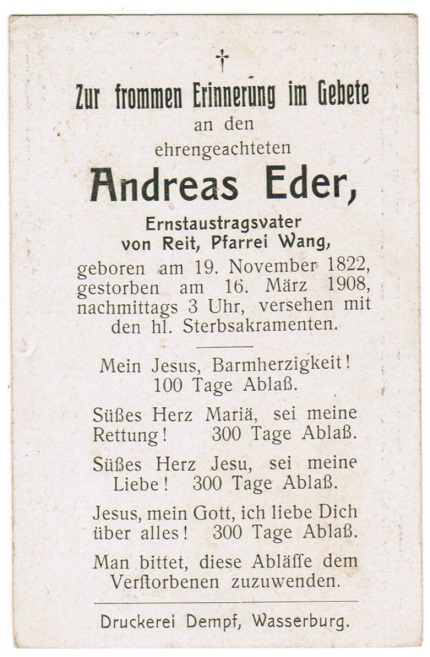 †
Zur frommen Erinnerung im Gebete
an den
ehrengeachteten
Andreas Eder,
Ernstaustragsvater
von Reit, Pfarrei Wang,
geboren am 19. November 1822,
gestorben am 16. März 1908,
nachmittags 3 Uhr, versehen mit
den hl. Sterbsakramenten.
Mein Jesus, Barmherzigkeit!
100 Tage Ablaß.
Süßes Herz Mariä, sei meine
Rettung! 300 Tage Ablaß.
Süßes Herz Jesu, sei meine
Liebe! 300 Tage Ablaß.
Jesus, mein Gott, ich liebe Dich
über alles! 300 Tage Ablaß.
Man bittet, diese Abläſſe dem
Verſtorbenen zuzuwenden.
Druckerei Dempf, Wasserburg.